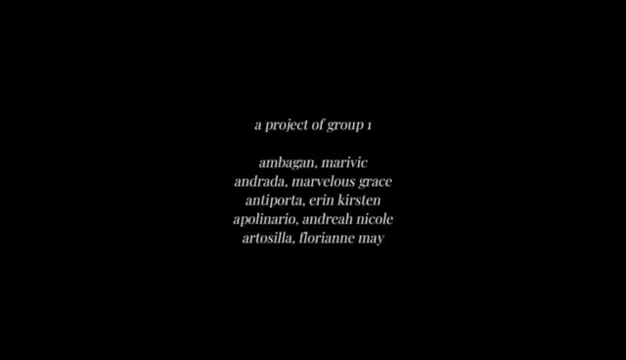 a project of group 1
ambagan, marivic
andrada, marvelous grace
antiporta, erin kirsten
apolinario, andreah nicole
artosilla, florianne may